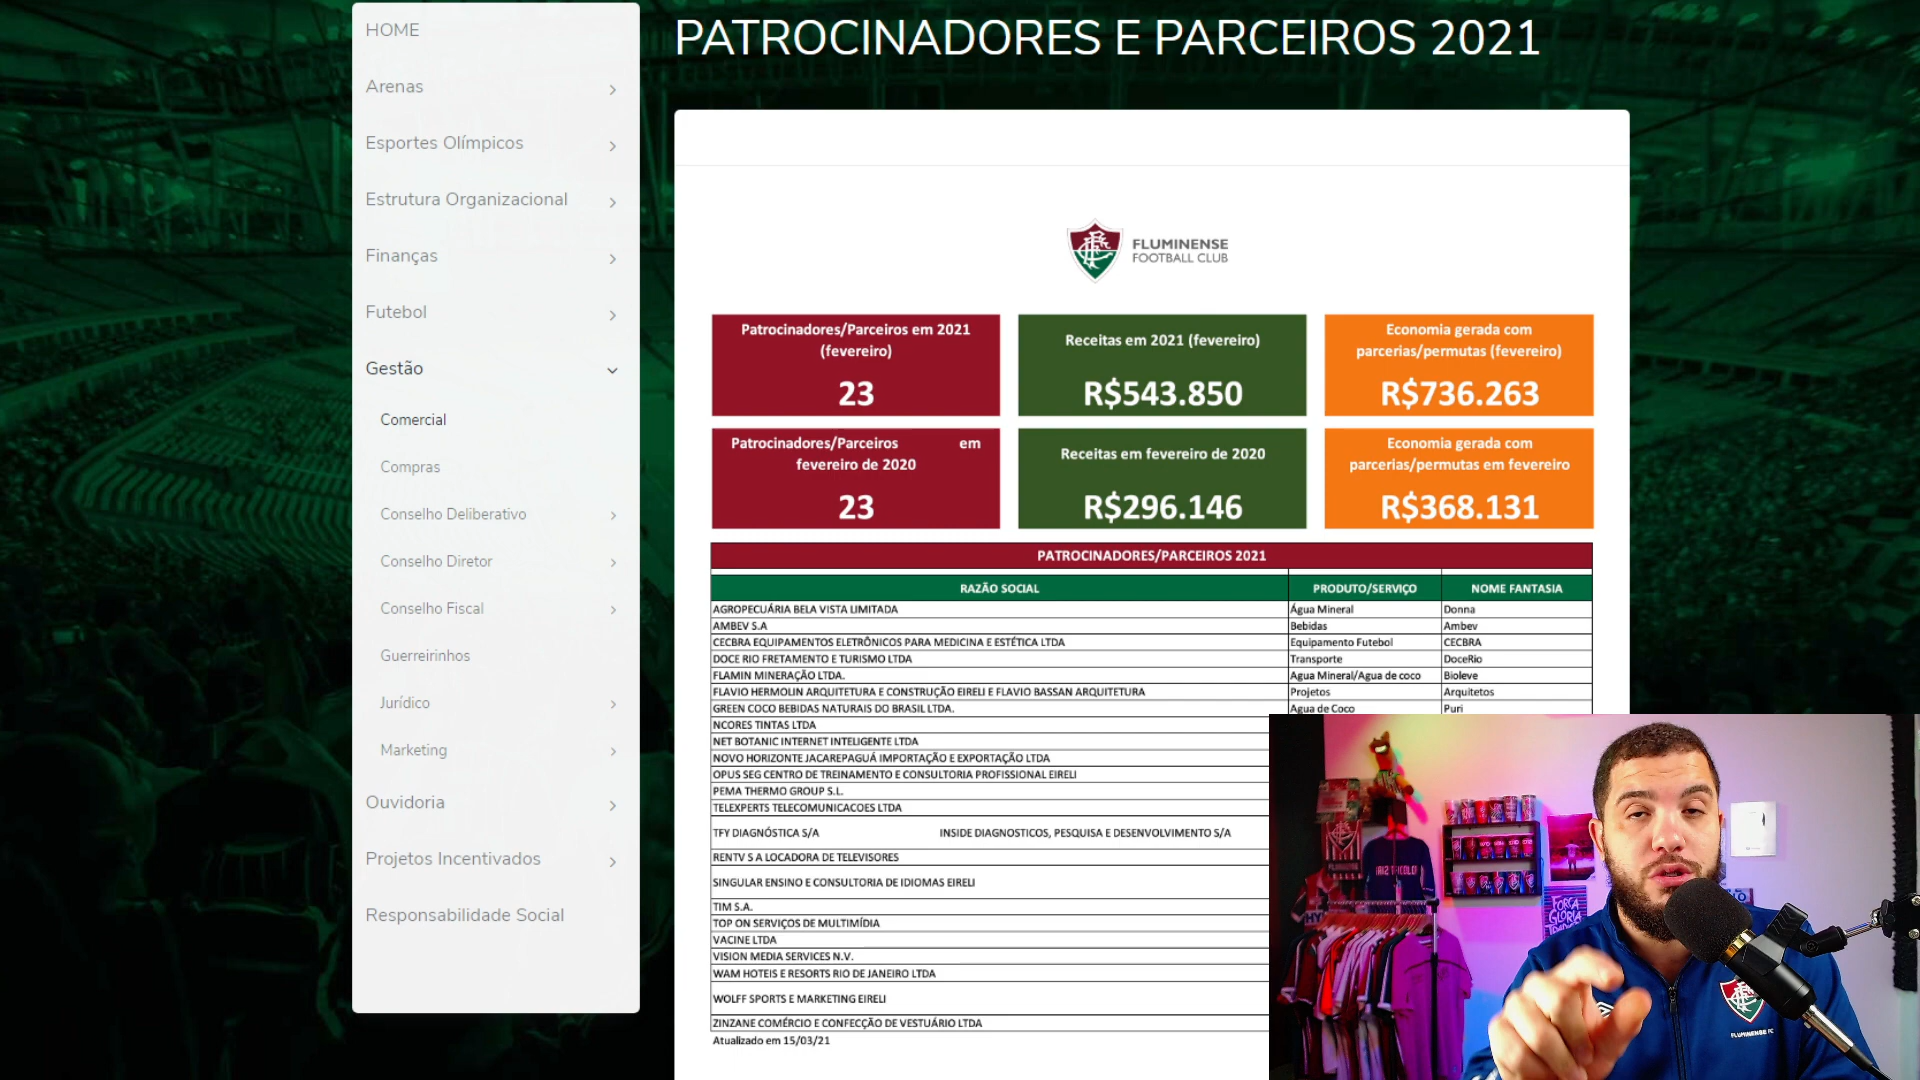 HOME
Arenas
Esportes Olímpicos
Estrutura Organizacional
Finanças
Futebol
Gestão
Comercial
Compras
Conselho Deliberativo
Conselho Diretor
Conselho Fiscal
Guerreirinhos
Jurídico
Marketing
Ouvidoria
Projetos Incentivados
Responsabilidade Social
PATROCINADORES E PARCEIROS 2021
FLUMINENSE
FOOTBALL CLUB
Patrocinadores/Parceiros em 2021
(fevereiro)
23
Receitas em 2021 (fevereiro)
R$543.850
Economia gerada com
parcerias/permutas (fevereiro)
R$736.263
Patrocinadores/Parceiros em
fevereiro de 2020
23
Receitas em fevereiro de 2020
R$296.146
Economia gerada com
parcerias/permutas em fevereiro
R$368.131
PATROCINADORES/PARCEIROS 2021
RAZÃO SOCIAL PRODUTO/SERVIÇO NOME FANTASIA
AGROPECUÁRIA BELA VISTA LIMITADA Água Mineral Donna
AMBEV S.A Bebidas Ambev
CECBRA EQUIPAMENTOS ELETRÔNICOS PARA MEDICINA E ESTÉTICA LTDA Equipamento Futebol CECBRA
DOCE RIO FRETAMENTO E TURISMO LTDA Transporte DoceRio
FLAMIN MINERAÇÃO LTDA. Agua Mineral/Agua de coco Bioleve
FLAVIO HERMOLIN ARQUITETURA E CONSTRUÇÃO EIRELI E FLAVIO BASSAN ARQUITETURA Projetos Arquitetos
GREEN COCO BEBIDAS NATURAIS DO BRASIL LTDA. Agua de Coco Puri
NCORES TINTAS LTDA
NET BOTANIC INTERNET INTELIGENTE LTDA
NOVO HORIZONTE JACAREPAGUÁ IMPORTAÇÃO E EXPORTAÇÃO LTDA
OPUS SEG CENTRO DE TREINAMENTO E CONSULTORIA PROFISSIONAL EIRELI
PEMA THERMO GROUP S.L.
TELEXPERTS TELECOMUNICACOES LTDA
TFY DIAGNÓSTICA S/A INSIDE DIAGNOSTICOS, PESQUISA E DESENVOLVIMENTO S/A
RENTV S A LOCADORA DE TELEVISORES
SINGULAR ENSINO E CONSULTORIA DE IDIOMAS EIRELI
TIM S.A.
TOP ON SERVIÇOS DE MULTIMÍDIA
VACINE LTDA
VISION MEDIA SERVICES N.V.
WAM HOTEIS E RESORTS RIO DE JANEIRO LTDA
WOLFF SPORTS E MARKETING EIRELI
ZINZANE COMÉRCIO E CONFECÇÃO DE VESTUÁRIO LTDA
Atualizado em 15/03/21
FORÇA
GLORIA
FLUMINENSE FC